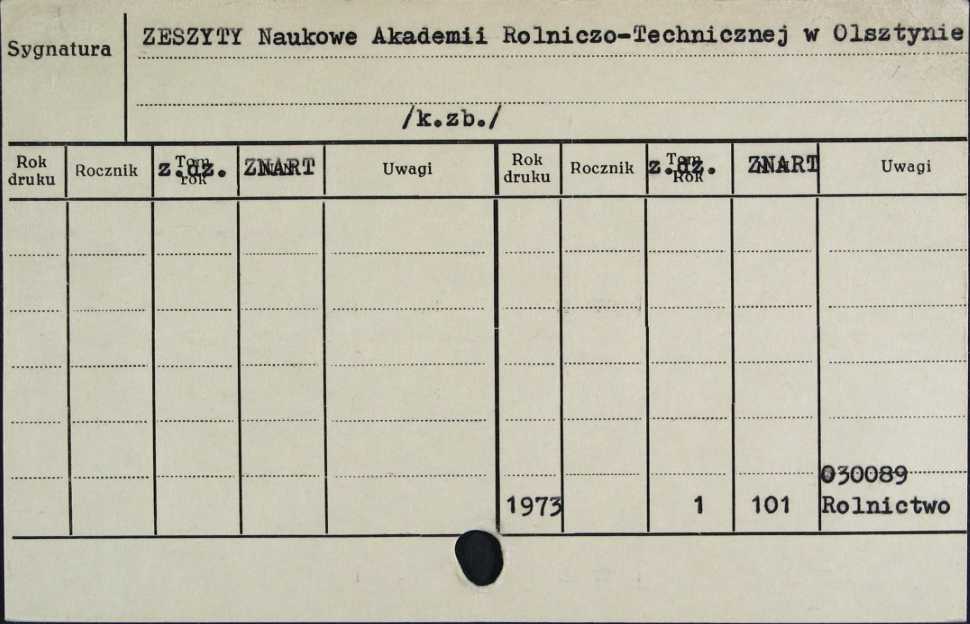 Sygnatura
ZESZYTY Naukowe Akademii Rolniczo-Technicznej w Olsztynie
/k.zb./
Rok druku Rocznik z.dz. ZNART Uwagi Rok druku Rocznik z.dz. ZNART Uwagi
Tom rok Tom Rok
030089
1973 1 101 Rolnictwo